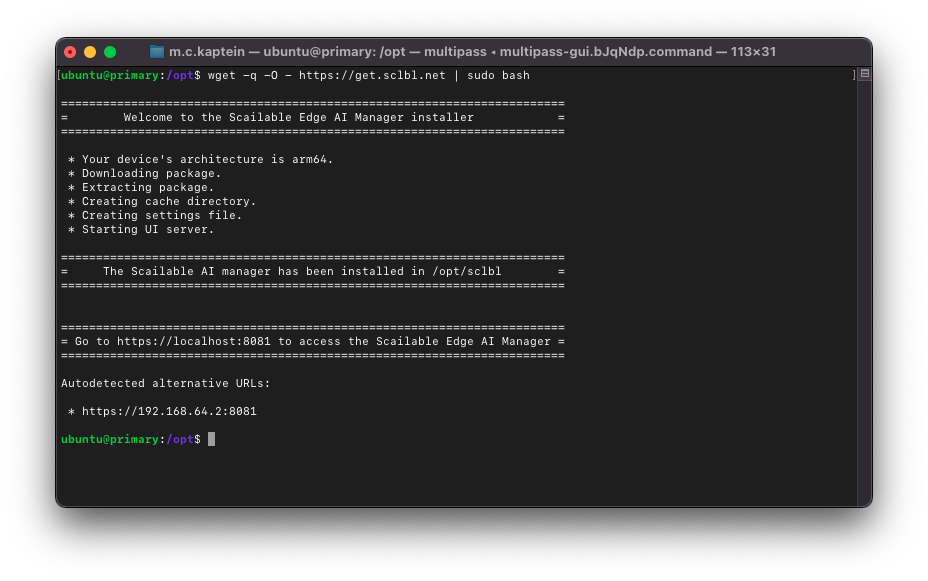 m.c.kaptein — ubuntu@primary: /opt — multipass ◂ multipass-gui.bJqNdp.command — 113×31
[ubuntu@primary:/opt$ wget -q -O - https://get.sclbl.net | sudo bash ]
========================================================================
=        Welcome to the Scailable Edge AI Manager installer            =
========================================================================
 * Your device's architecture is arm64.
 * Downloading package.
 * Extracting package.
 * Creating cache directory.
 * Creating settings file.
 * Starting UI server.
========================================================================
=     The Scailable AI manager has been installed in /opt/sclbl        =
========================================================================
========================================================================
= Go to https://localhost:8081 to access the Scailable Edge AI Manager =
========================================================================
Autodetected alternative URLs:
 * https://192.168.64.2:8081
ubuntu@primary:/opt$